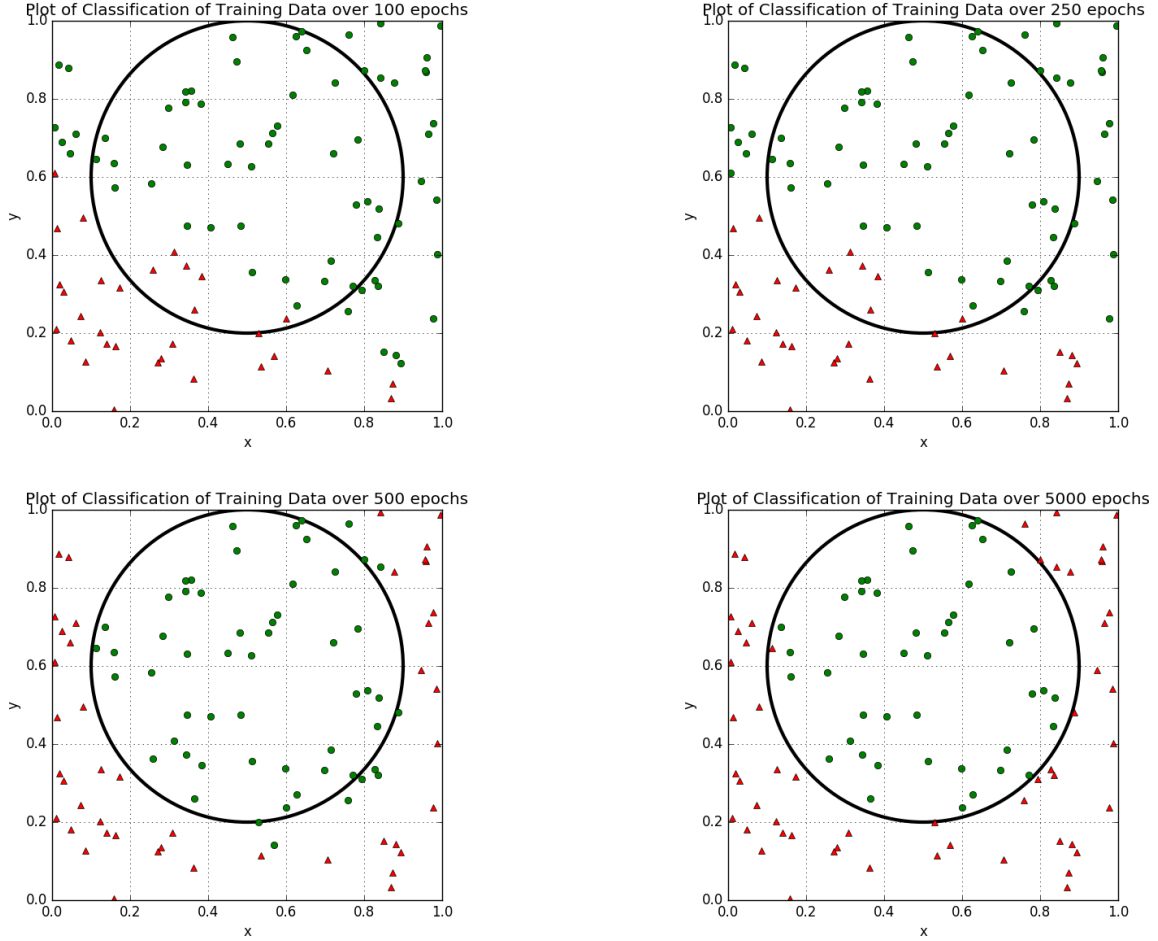 Plot of Classification of Training Data over 100 epochs
1.0
0.8
0.6
y
0.4
0.2
0.0
0.0 0.2 0.4 0.6 0.8 1.0
x
Plot of Classification of Training Data over 250 epochs
1.0
0.8
0.6
y
0.4
0.2
0.0
0.0 0.2 0.4 0.6 0.8 1.0
x
Plot of Classification of Training Data over 500 epochs
1.0
0.8
0.6
y
0.4
0.2
0.0
0.0 0.2 0.4 0.6 0.8 1.0
x
Plot of Classification of Training Data over 5000 epochs
1.0
0.8
0.6
y
0.4
0.2
0.0
0.0 0.2 0.4 0.6 0.8 1.0
x